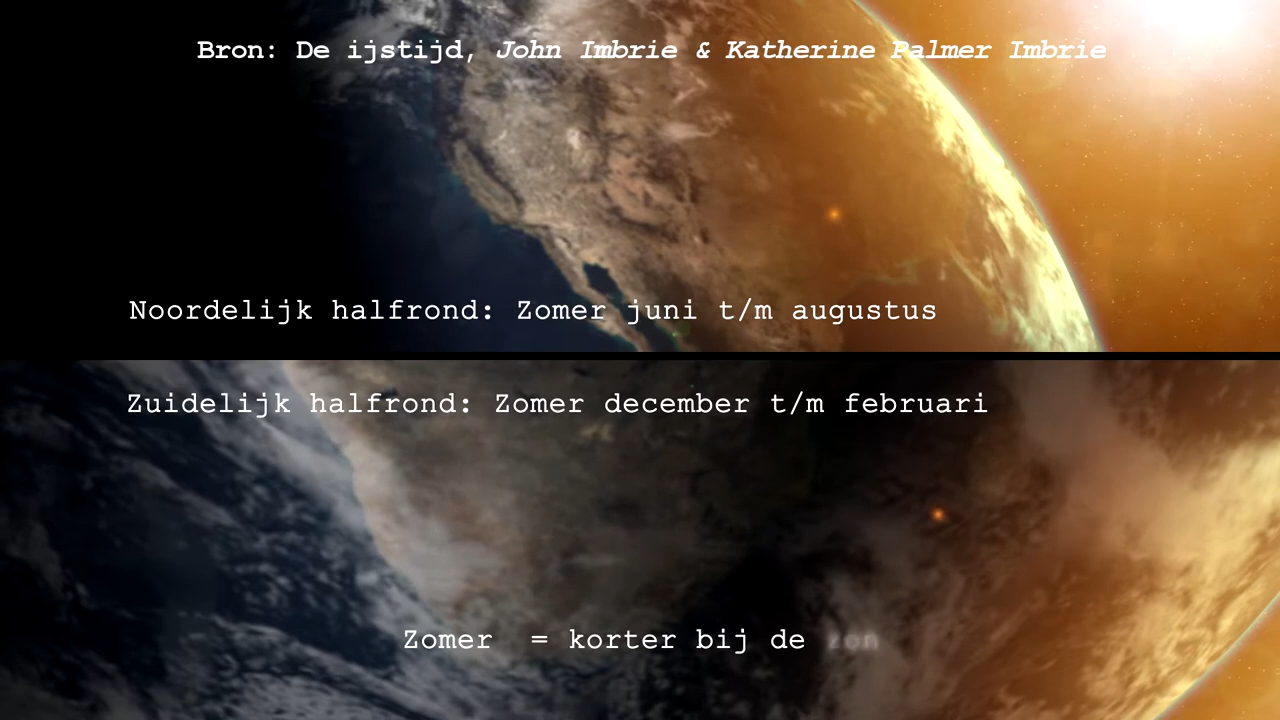 Bron: De ijstijd, John Imbrie & Katherine Palmer Imbrie
Noordelijk halfrond: Zomer juni t/m augustus
Zuidelijk halfrond: Zomer december t/m februari
Zomer = korter bij de zon